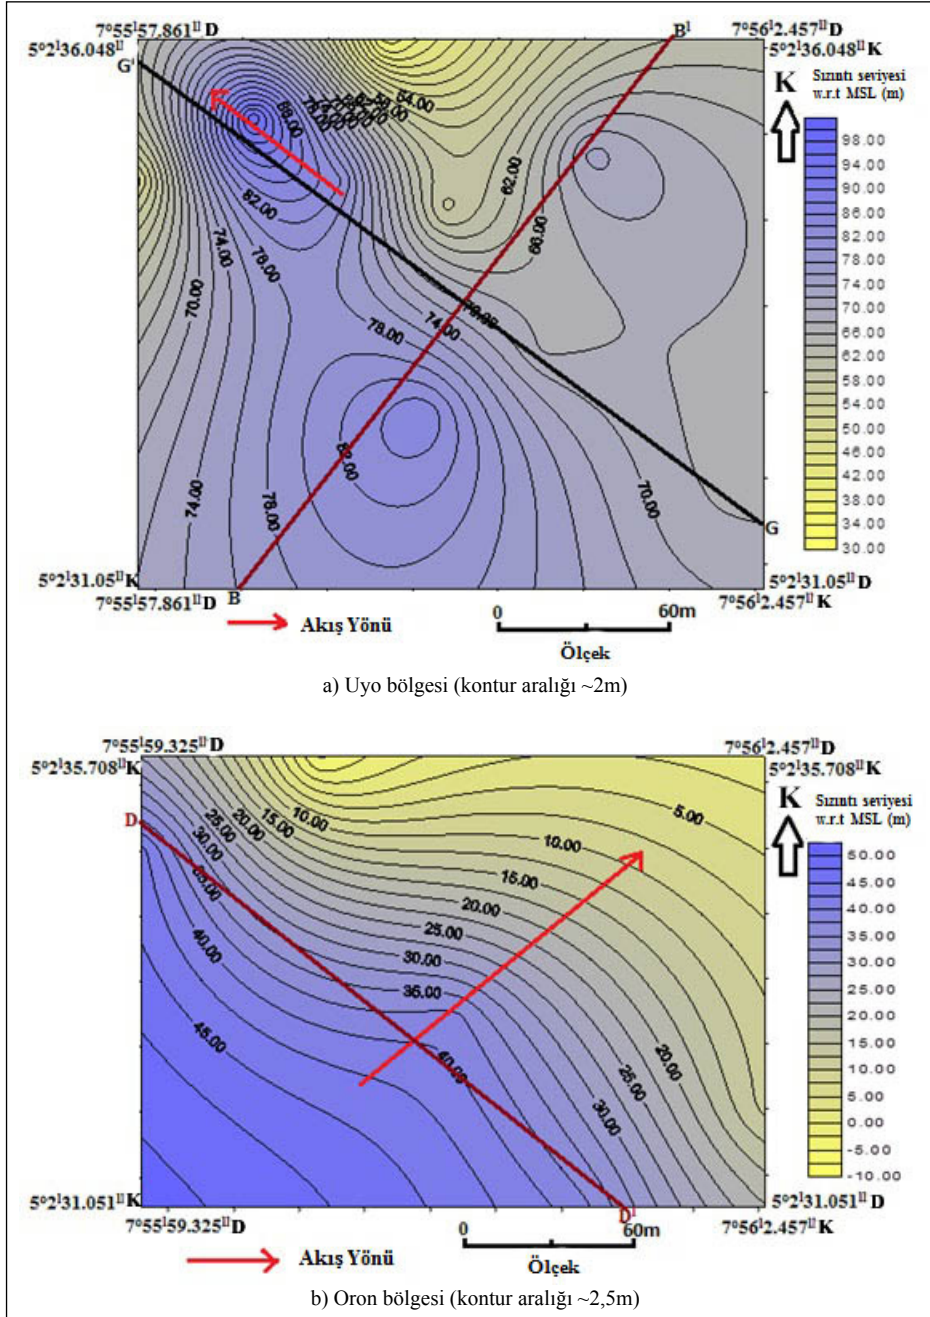 7°55ˡ57.861ˡˡ D
B¹
7°56ˡ2.457ˡˡ D
5°2ˡ36.048ˡˡ K
5°2ˡ36.048ˡˡ K
G¹
K
Sızıntı seviyesi
w.r.t MSL (m)
54.00
62.00
66.00
82.00
74.00
78.00
70.00
78.00
74.00
70.00
74.00
78.00
G
98.00
94.00
90.00
86.00
82.00
78.00
74.00
70.00
66.00
62.00
58.00
54.00
50.00
46.00
42.00
38.00
34.00
30.00
5°2ˡ31.05ˡˡ K
5°2ˡ31.05ˡˡ D
7°55ˡ57.861ˡˡ D
B
7°56ˡ2.457ˡˡ K
Akış Yönü
0
60m
Ölçek
a) Uyo bölgesi (kontur aralığı ~2m)
7°55ˡ59.325ˡˡ D
7°56ˡ2.457ˡˡ D
5°2ˡ35.708ˡˡ K
5°2ˡ35.708ˡˡ K
K
Sızıntı seviyesi
w.r.t MSL (m)
D
5.00
10.00
15.00
20.00
25.00
30.00
10.00
15.00
20.00
25.00
30.00
35.00
40.00
45.00
40.00
20.00
25.00
30.00
50.00
45.00
40.00
35.00
30.00
25.00
20.00
15.00
10.00
5.00
0.00
-5.00
-10.00
5°2ˡ31.051ˡˡ K
5°2ˡ31.051ˡˡ D
7°55ˡ59.325ˡˡ D
D¹
7°56ˡ2.457ˡˡ K
0
60m
Akış Yönü
Ölçek
b) Oron bölgesi (kontur aralığı ~2,5m)